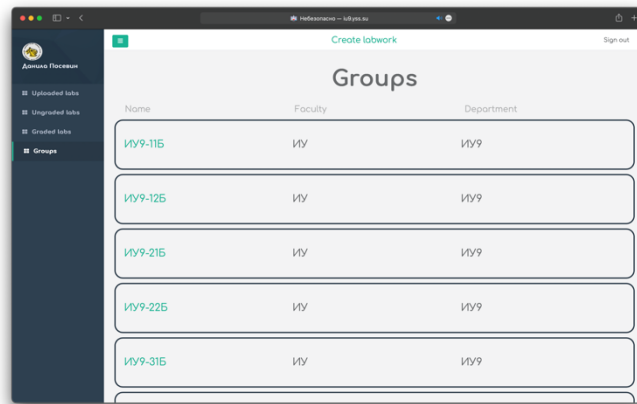 Небезопасно — iu9.yss.su
Create labwork
Sign out
Данила Посевин
Uploaded labs
Ungraded labs
Graded labs
Groups
Groups
Name Faculty Department
ИУ9-11Б ИУ ИУ9
ИУ9-12Б ИУ ИУ9
ИУ9-21Б ИУ ИУ9
ИУ9-22Б ИУ ИУ9
ИУ9-31Б ИУ ИУ9